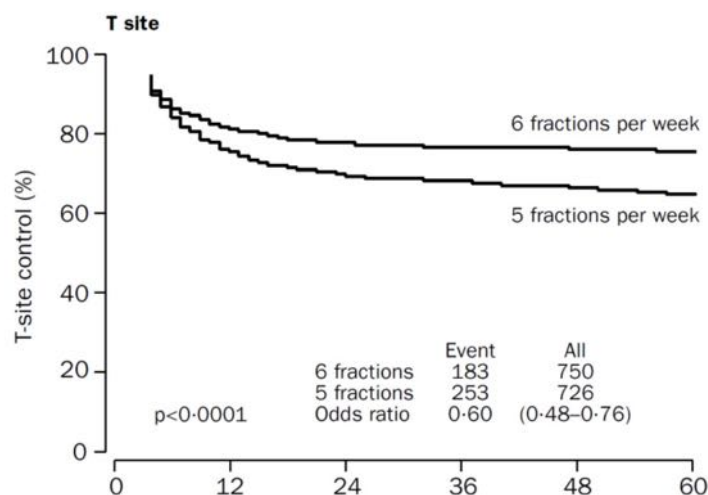 T site
100
80
60
40
20
0
T-site control (%)
6 fractions per week
5 fractions per week
Event All
6 fractions 183 750
5 fractions 253 726
p<0·0001 Odds ratio 0·60 (0·48–0·76)
0 12 24 36 48 60